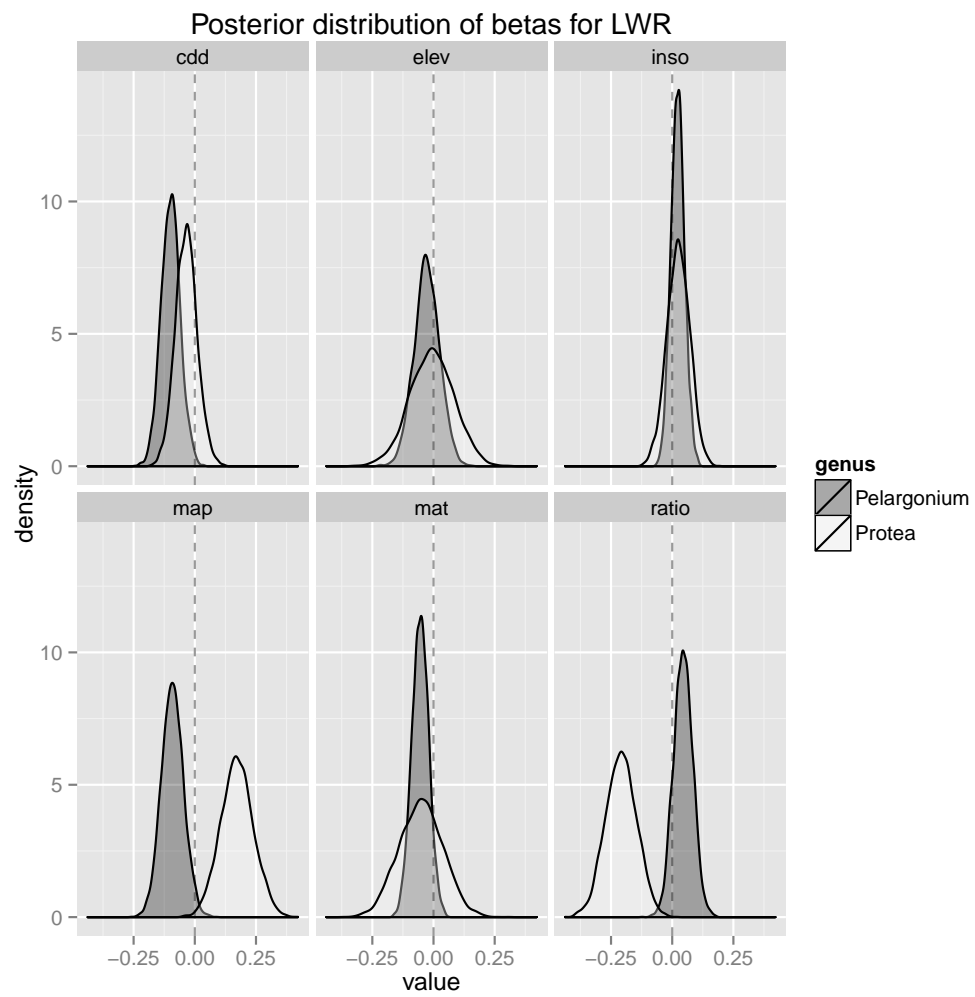 Posterior distribution of betas for LWR
cdd elev inso
10
5
0
map mat ratio
10
5
0
−0.25 0.00 0.25 −0.25 0.00 0.25 −0.25 0.00 0.25
value
density
genus
Pelargonium
Protea